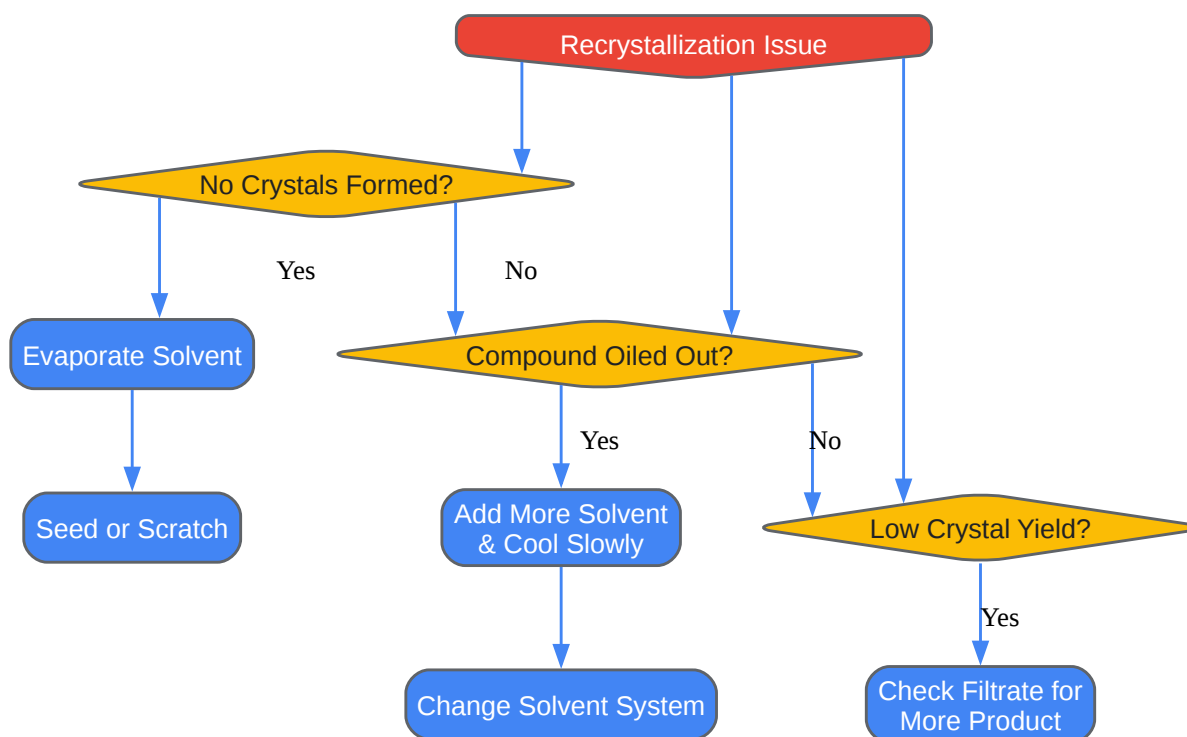 Recrystallization Issue
No Crystals Formed?
Yes
No
Evaporate Solvent
Compound Oiled Out?
Yes
No
Seed or Scratch
Add More Solvent
& Cool Slowly
Low Crystal Yield?
Yes
Change Solvent System
Check Filtrate for
More Product